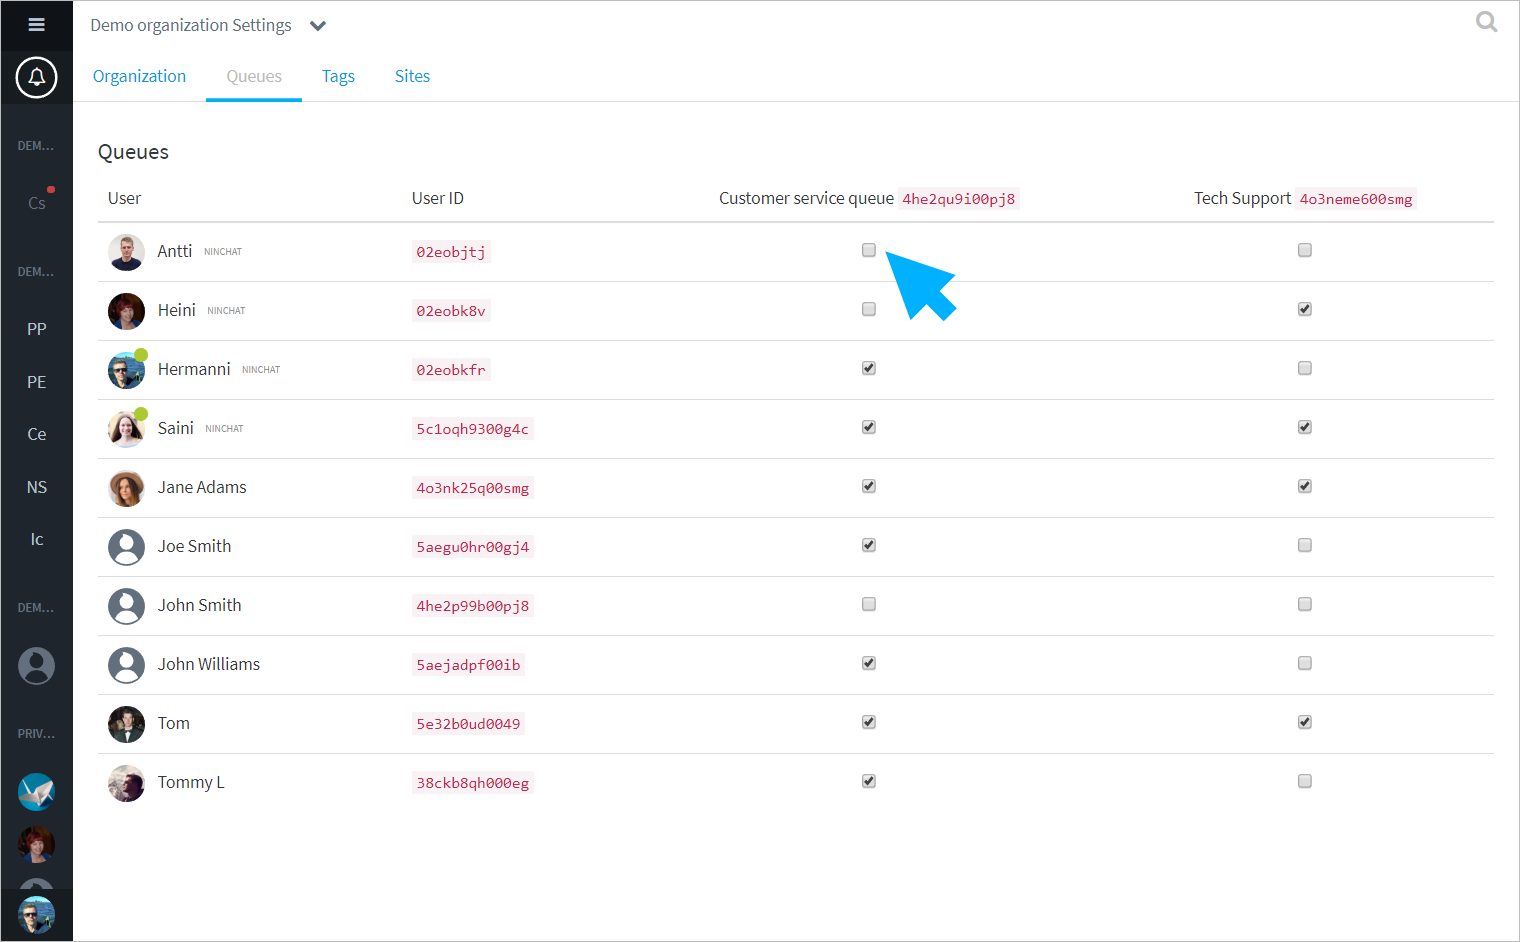 Demo organization Settings
Organization Queues Tags Sites
DEM...
Cs
DEM...
PP
PE
Ce
NS
Ic
DEM...
PRIV...
Queues
User User ID Customer service queue 4he2qu9i00pj8 Tech Support 4o3neme600smg
Antti NINCHAT 02eobjtj
Heini NINCHAT 02eobk8v
Hermanni NINCHAT 02eobkfr
Saini NINCHAT 5c1oqh9300g4c
Jane Adams 4o3nk25q00smg
Joe Smith 5aegu0hr00gj4
John Smith 4he2p99b00pj8
John Williams 5aejadpf00ib
Tom 5e32b0ud0049
Tommy L 38ckb8qh000eg